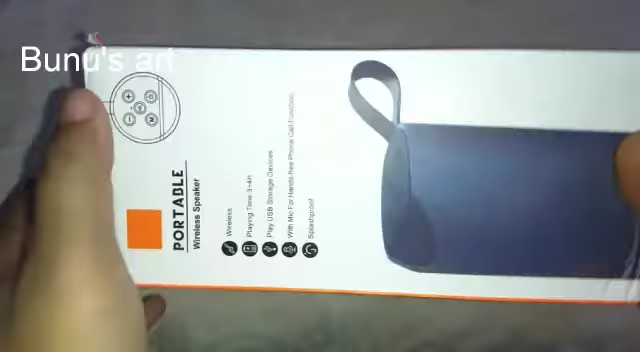 Bunu's art
PORTABLE
Wireless Speaker
Wireless
Playing Time 3-4H
Play USB Storage Devices
With Mic For Hands-free Phone Call Function
Splashproof